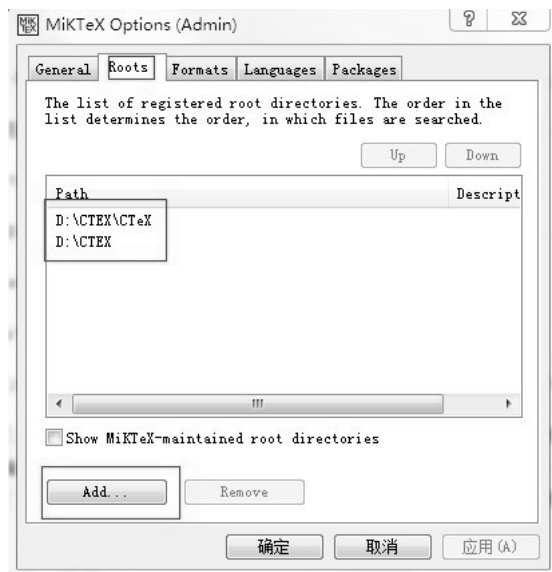 MiKTeX Options (Admin)
General Roots Formats Languages Packages
The list of registered root directories. The order in the
list determines the order, in which files are searched.
Up Down
Path Descript
D:\CTEX\CTeX
D:\CTEX
Show MiKTeX-maintained root directories
Add... Remove
确定 取消 应用(A)